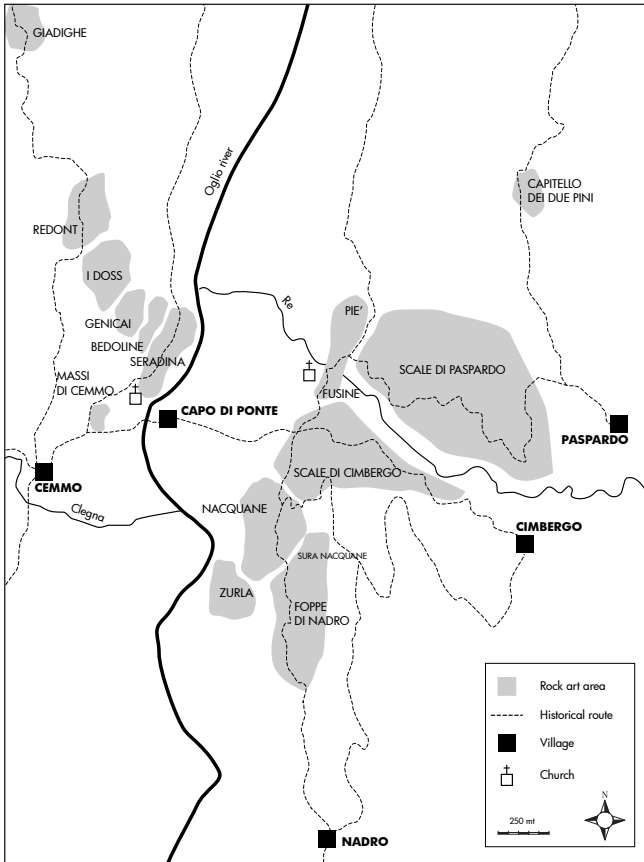 GIADIGHE
Oglio river
CAPITELLO
DEI DUE PINI
REDONT
I DOSS
Re
GENICAI
PIE'
BEDOLINE
SERADINA
SCALE DI PASPARDO
MASSI
DI CEMMO
FUSINE
CAPO DI PONTE
PASPARDO
SCALE DI CIMBERGO
CEMMO
Clegna
NACQUANE
CIMBERGO
SURA NACQUANE
ZURLA
FOPPE
DI NADRO
Rock art area
Historical route
Village
Church
N
250 mt
NADRO